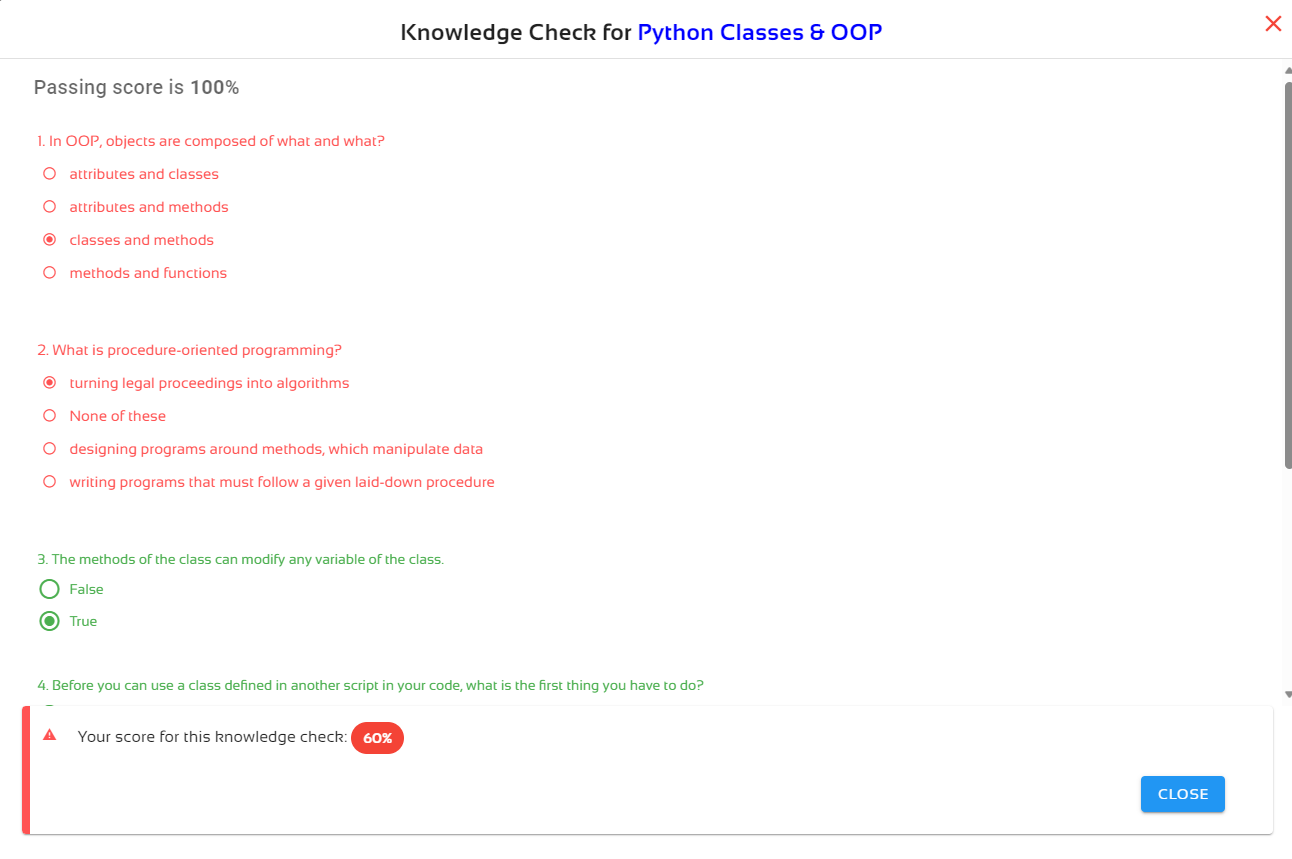 Knowledge Check for Python Classes & OOP
Passing score is 100%
1. In OOP, objects are composed of what and what?
attributes and classes
attributes and methods
classes and methods
methods and functions
2. What is procedure-oriented programming?
turning legal proceedings into algorithms
None of these
designing programs around methods, which manipulate data
writing programs that must follow a given laid-down procedure
3. The methods of the class can modify any variable of the class.
False
True
4. Before you can use a class defined in another script in your code, what is the first thing you have to do?
Your score for this knowledge check: 60%
CLOSE